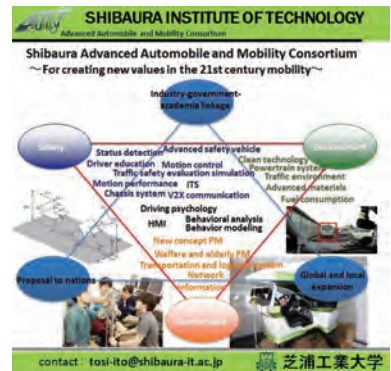 SHIBAURA INSTITUTE OF TECHNOLOGY
Advanced Automobile and Mobility Consortium
Shibaura Advanced Automobile and Mobility Consortium
~For creating new values in the 21st century mobility~
Industry-government-
academia linkage
Safety
Environment
Status detection
Advanced safety vehicle
Driver education
Motion control
Traffic safety evaluation simulation
Motion performance
ITS
Chassis system
V2X communication
Clean technology
Powertrain system
Traffic environment
Advanced materials
Fuel consumption
Driving psychology
HMI
Behavioral analysis
Behavior modeling
New concept PM
Welfare and elderly PM
Transportation and logistics system
Network
Information
Proposal to nations
Global and local
expansion
contact : tosi-ito@shibaura-it.ac.jp
芝浦工業大学